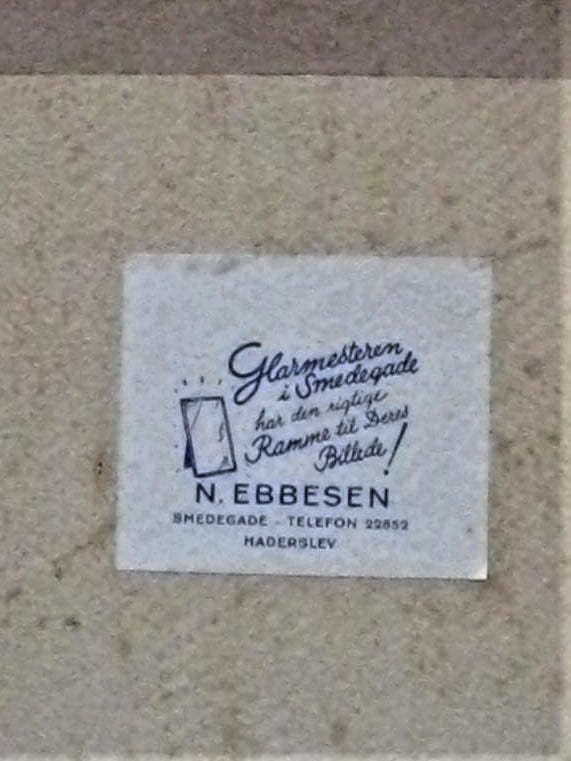 Glarmesteren
i Smedegade
har den rigtige
Ramme til Deres
Billede!
N. EBBESEN
SMEDEGADE - TELEFON 22852
HADERSLEV